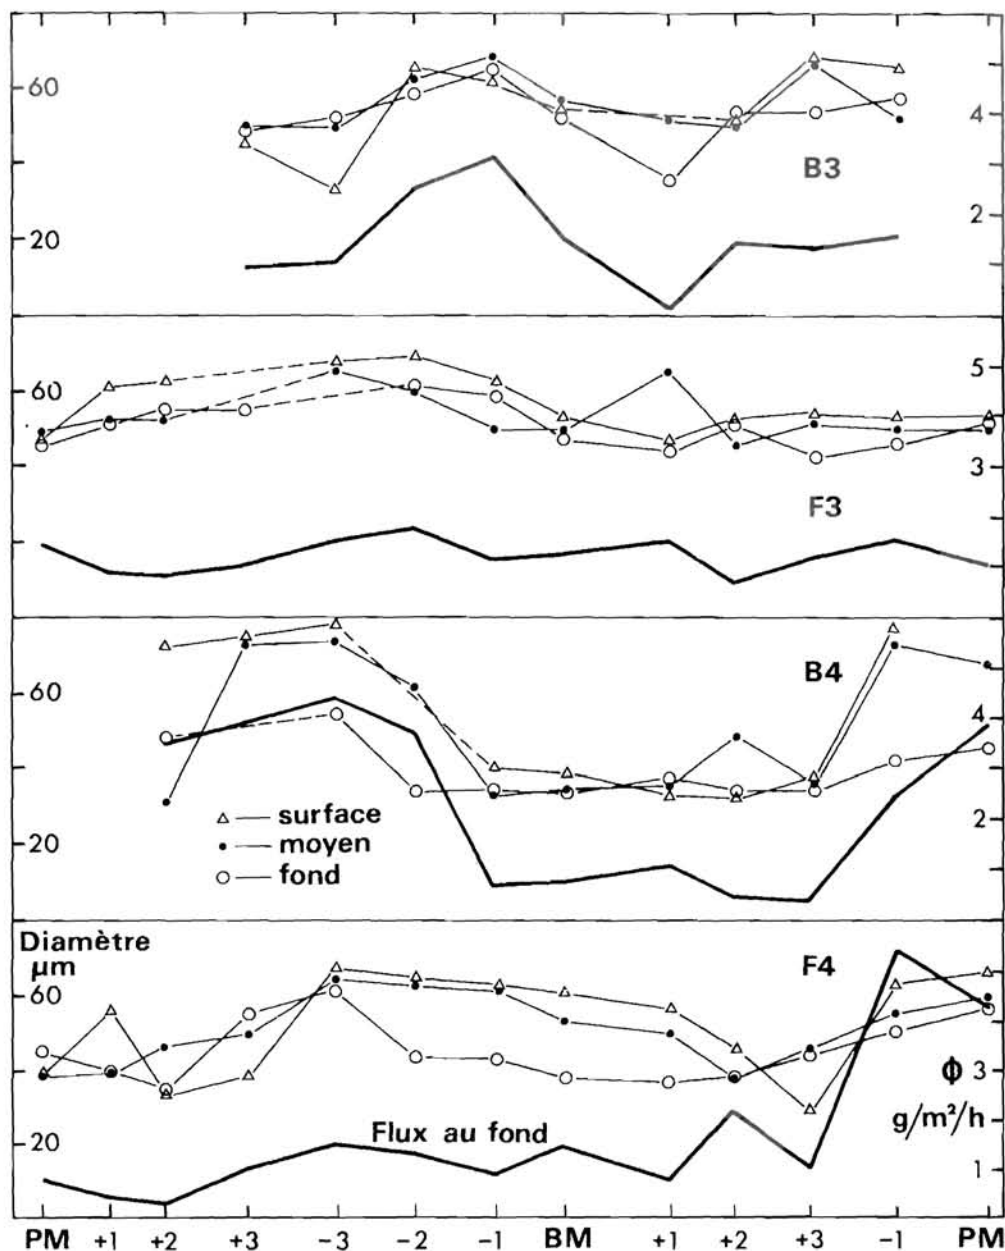 60
4
B3
2
20
5
60
3
F3
B4
60
4
surface
2
moyen
20
fond
Diamètre
µm
F4
60
Φ 3
g/m²/h
Flux au fond
20
1
PM +1 +2 +3 −3 −2 −1 BM +1 +2 +3 −1 PM